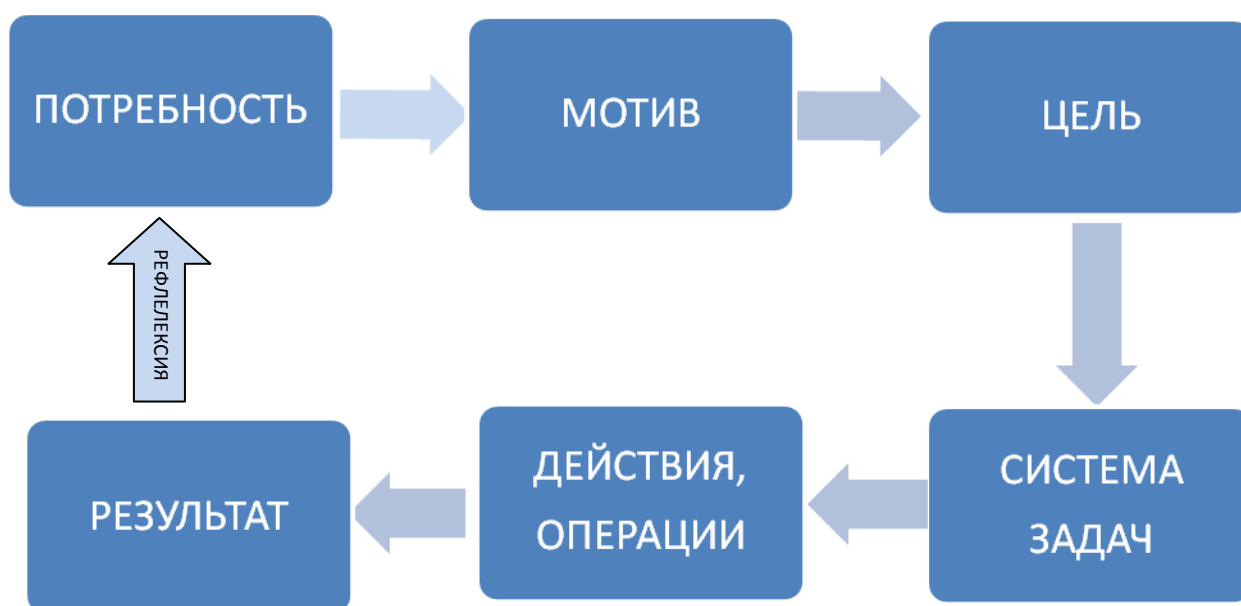 ПОТРЕБНОСТЬ
МОТИВ
ЦЕЛЬ
РЕФЛЕЛЕКСИЯ
РЕЗУЛЬТАТ
ДЕЙСТВИЯ,
ОПЕРАЦИИ
СИСТЕМА
ЗАДАЧ